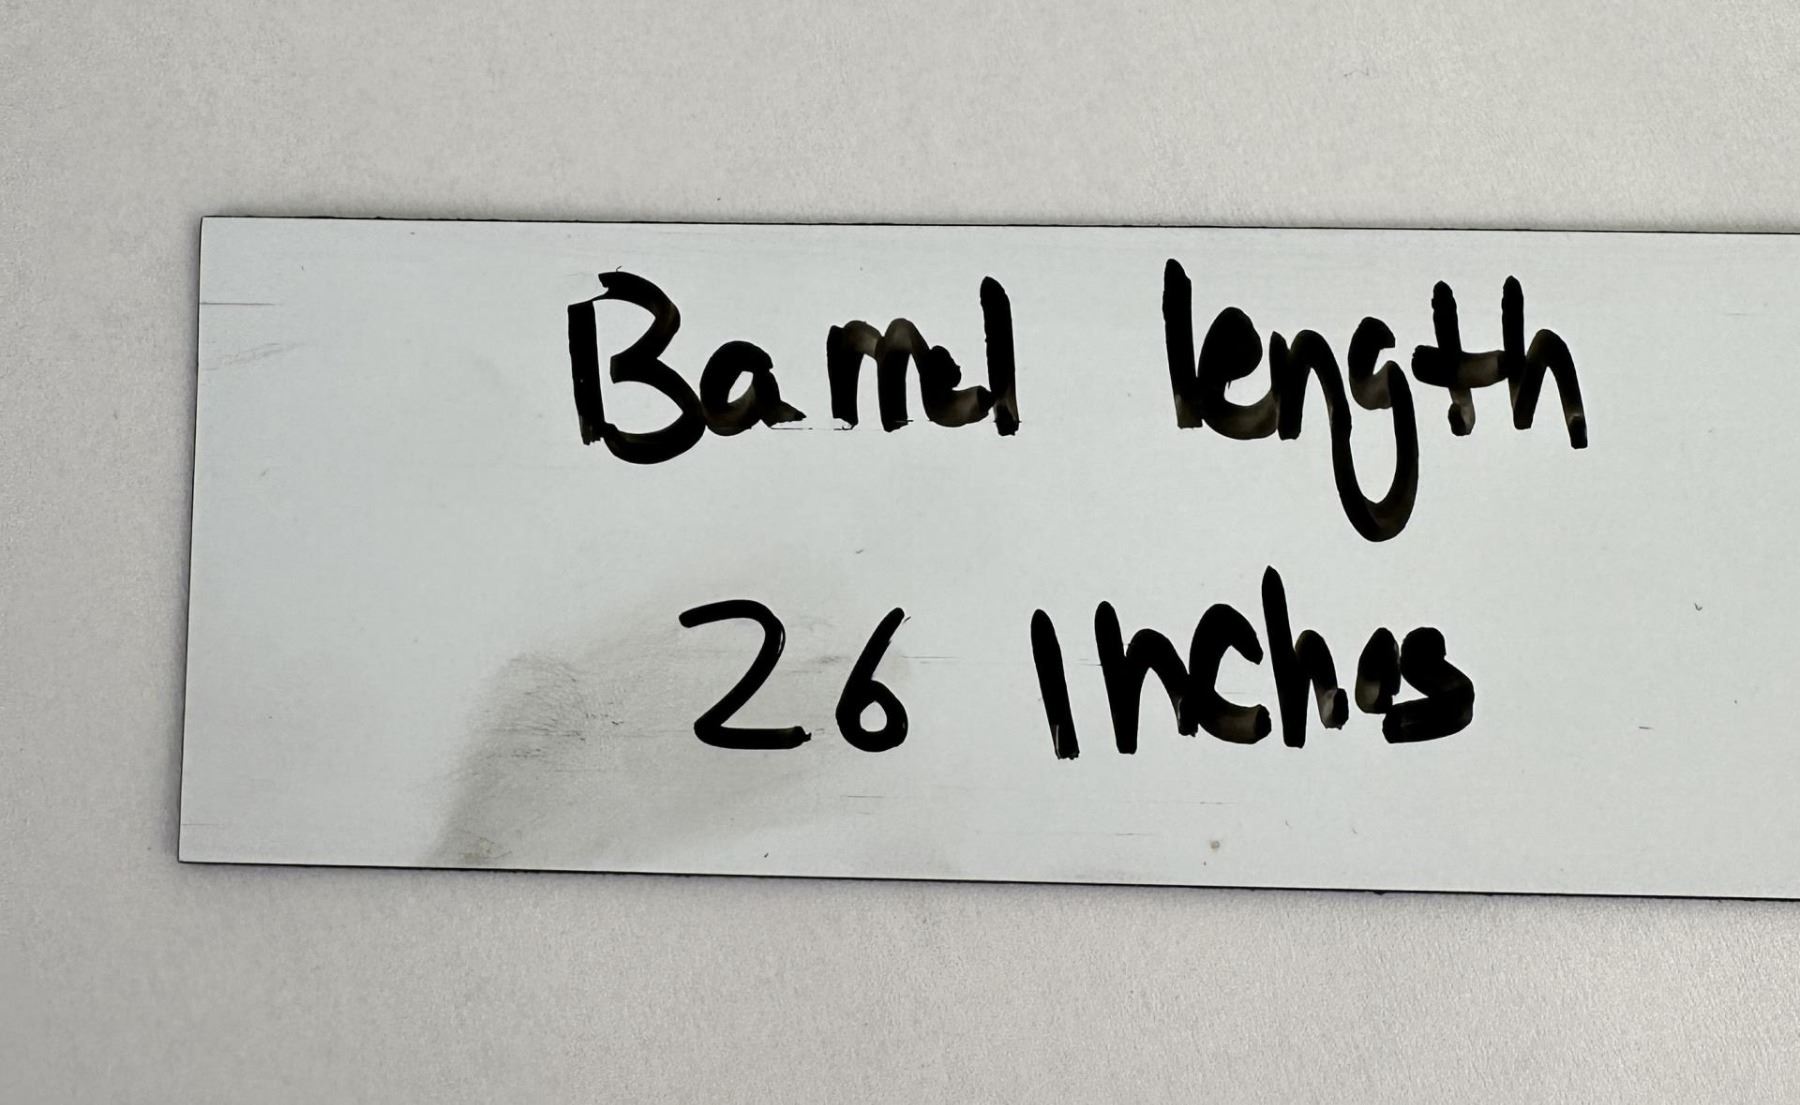 Barrel length
26 Inches